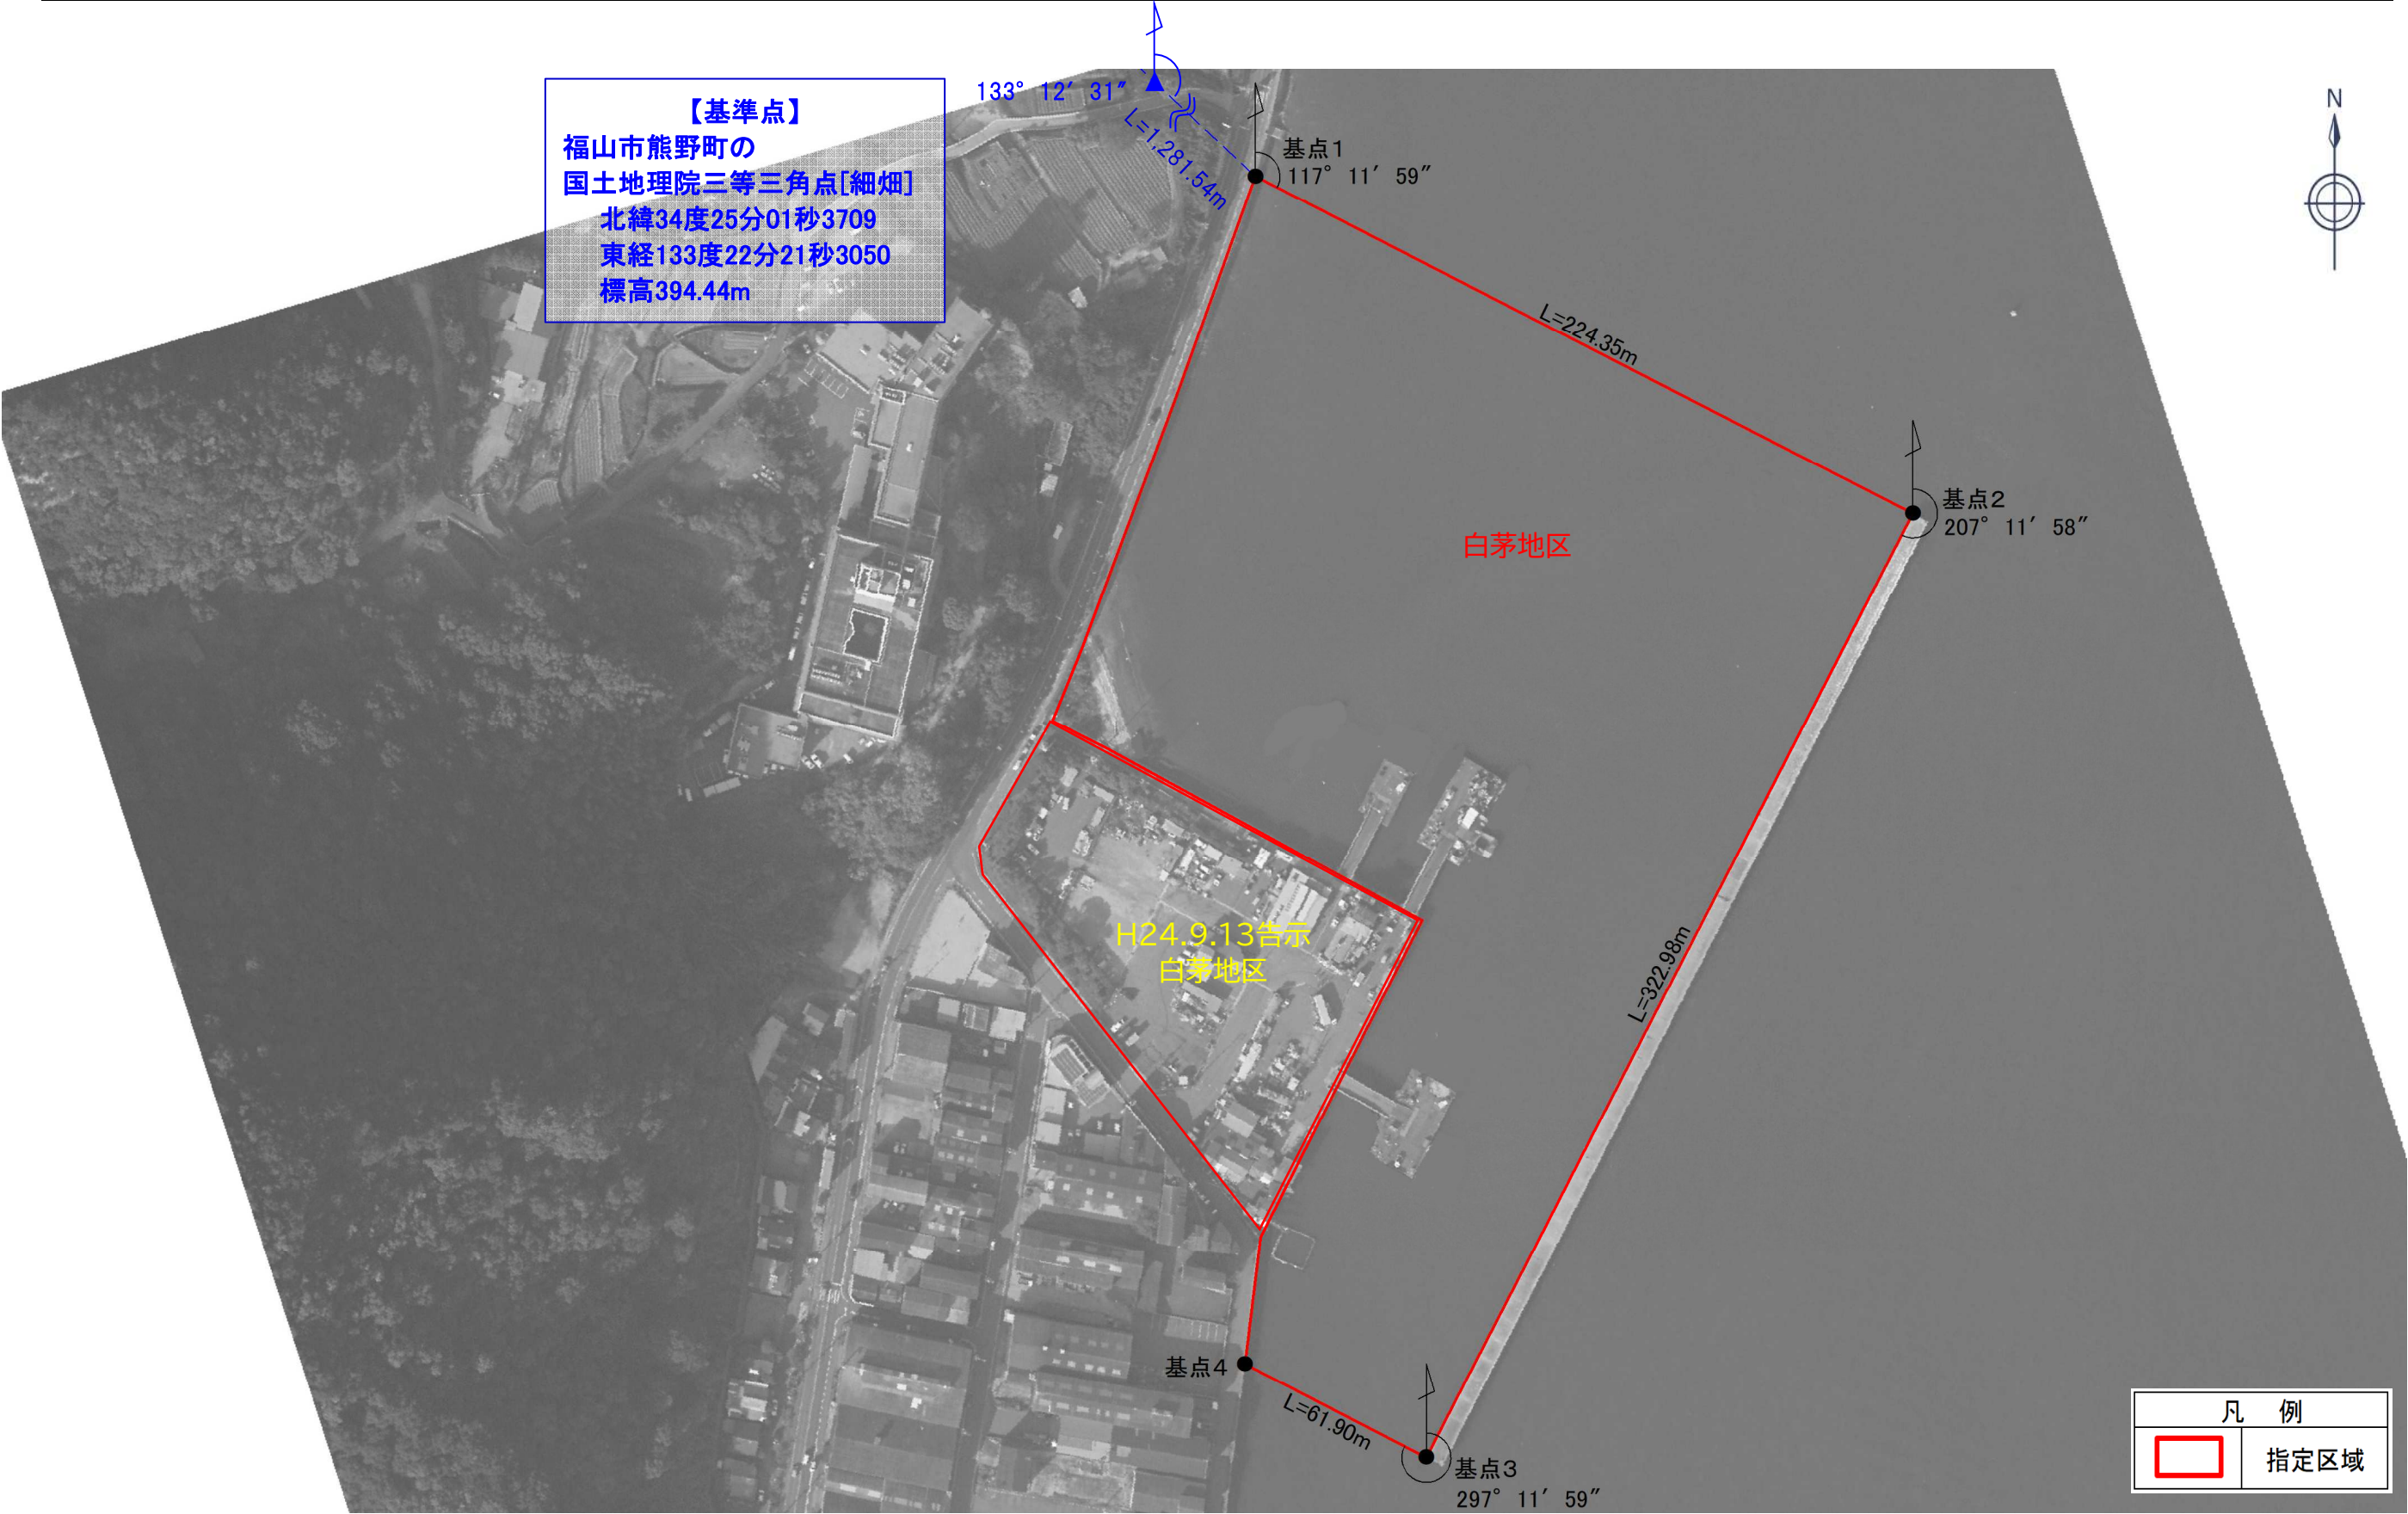 【基準点】
福山市熊野町の
国土地理院三等三角点[細畑]
北緯34度25分01秒3709
東経133度22分21秒3050
標高394.44m
133° 12′ 31″
L=1,281.54m
基点1
117° 11′ 59″
N
L=224.35m
基点2
207° 11′ 58″
白茅地区
H24.9.13告示
白茅地区
L=322.98m
基点4
L=61.90m
基点3
297° 11′ 59″
凡 例
指定区域